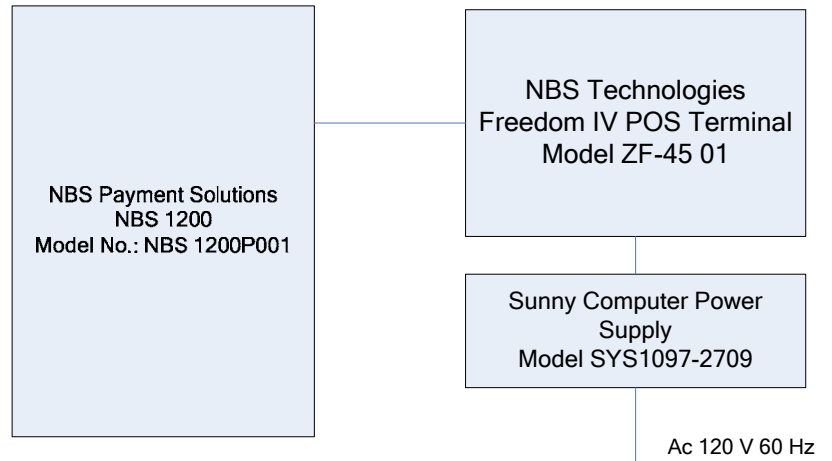 NBS Payment Solutions
NBS 1200
Model No.: NBS 1200P001
NBS Technologies
Freedom IV POS Terminal
Model ZF-45 01
Sunny Computer Power
Supply
Model SYS1097-2709
Ac 120 V 60 Hz